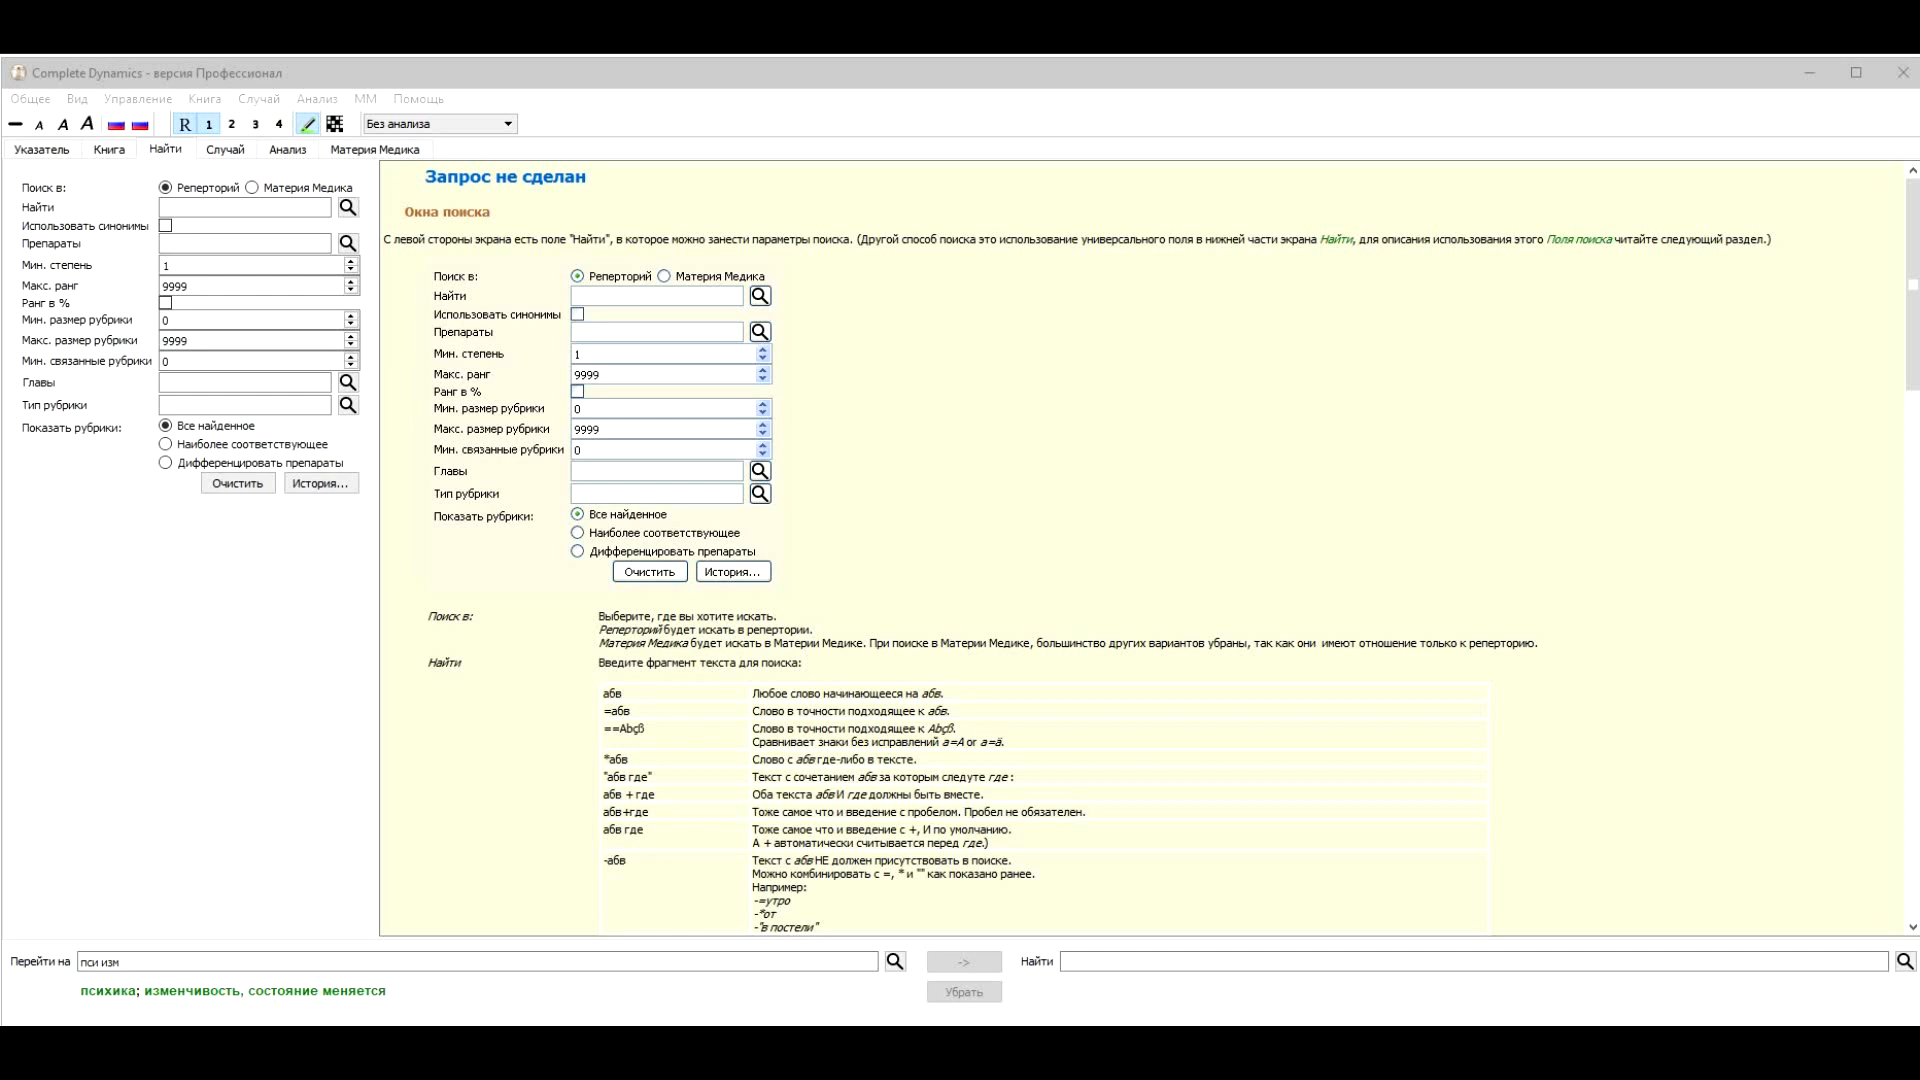 Complete Dynamics - версия Профессионал
Общее Вид Управление Книга Случай Анализ ММ Помощь
A A A R 1 2 3 4 Без анализа
Указатель Книга Найти Случай Анализ Материя Медика
Поиск в: Реперторий Материя Медика
Найти
Использовать синонимы
Препараты
Мин. степень 1
Макс. ранг 9999
Ранг в %
Мин. размер рубрики 0
Макс. размер рубрики 9999
Мин. связанные рубрики 0
Главы
Тип рубрики
Показать рубрики: Все найденное
Наиболее соответствующее
Дифференцировать препараты
Очистить История...
Запрос не сделан
Окна поиска
С левой стороны экрана есть поле "Найти", в которое можно занести параметры поиска. (Другой способ поиска это использование универсального поля в нижней части экрана Найти, для описания использования этого Поля поиска читайте следующий раздел.)
Поиск в: Реперторий Материя Медика
Найти
Использовать синонимы
Препараты
Мин. степень 1
Макс. ранг 9999
Ранг в %
Мин. размер рубрики 0
Макс. размер рубрики 9999
Мин. связанные рубрики 0
Главы
Тип рубрики
Показать рубрики: Все найденное
Наиболее соответствующее
Дифференцировать препараты
Очистить История...
Поиск в: Выберите, где вы хотите искать.
Реперторий будет искать в репертории.
Материя Медика будет искать в Материи Медике. При поиске в Материи Медике, большинство других вариантов убраны, так как они имеют отношение только к реперторию.
Найти Введите фрагмент текста для поиска:
абв Любое слово начинающееся на абв.
=абв Слово в точности подходящее к абв.
==Abçß Слово в точности подходящее к Abçß.
Сравнивает знаки без исправлений a=A or a=ä.
*абв Слово с абв где-либо в тексте.
"абв где" Текст с сочетанием абв за которым следуте где :
абв + где Оба текста абв И где должны быть вместе.
абв+где Тоже самое что и введение с пробелом. Пробел не обязателен.
абв где Тоже самое что и введение с +, И по умолчанию.
А + автоматически считывается перед где.)
-абв Текст с абв НЕ должен присутствовать в поиске.
Можно комбинировать с =, * и "" как показано ранее.
Например:
-=утро
-*от
-"в постели"
Перейти на пси изм -> Найти
психика; изменчивость, состояние меняется Убрать